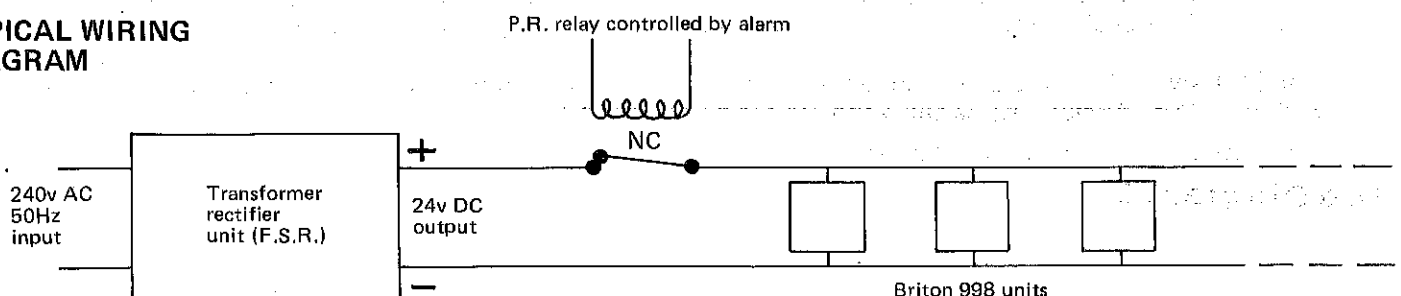 PICAL WIRING
GRAM
P.R. relay controlled by alarm
NC
+
240v AC
50Hz
input
Transformer
rectifier
unit (F.S.R.)
24v DC
output
−
Briton 998 units